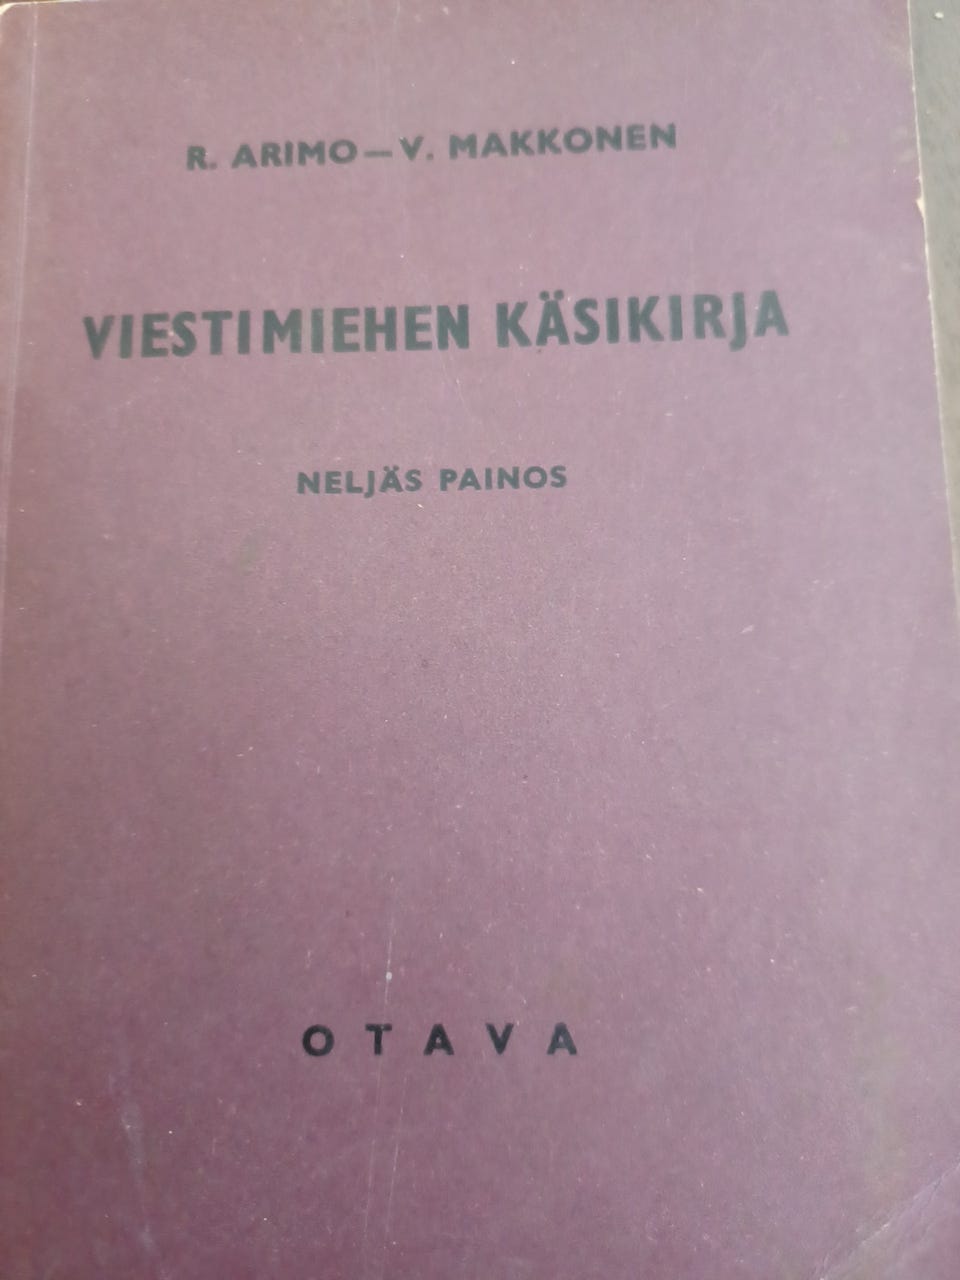 R. ARIMO — V. MAKKONEN
VIESTIMIEHEN KÄSIKIRJA
NELJÄS PAINOS
OTAVA